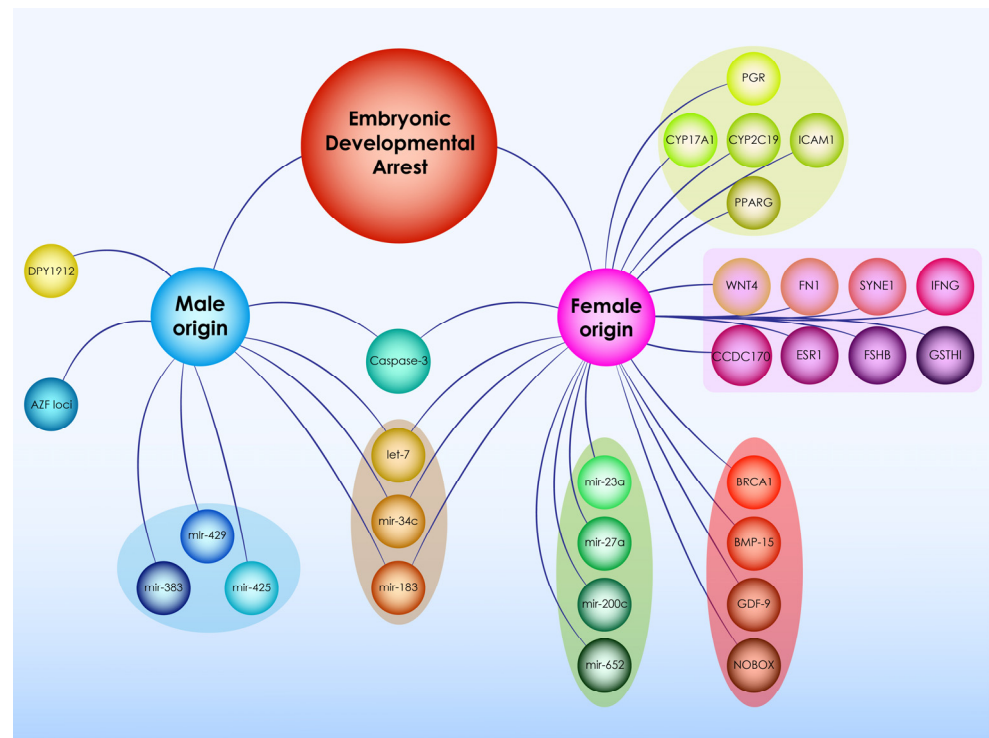 Embryonic
Developmental
Arrest
PGR
CYP17A1
CYP2C19
ICAM1
PPARG
DPY1912
Male
origin
Female
origin
WNT4
FN1
SYNE1
IFNG
Caspase-3
CCDC170
ESR1
FSHB
GSTHI
AZF loci
let-7
mir-34c
mir-183
mir-429
mir-383
mir-425
mir-23a
mir-27a
mir-200c
mir-652
BRCA1
BMP-15
GDF-9
NOBOX